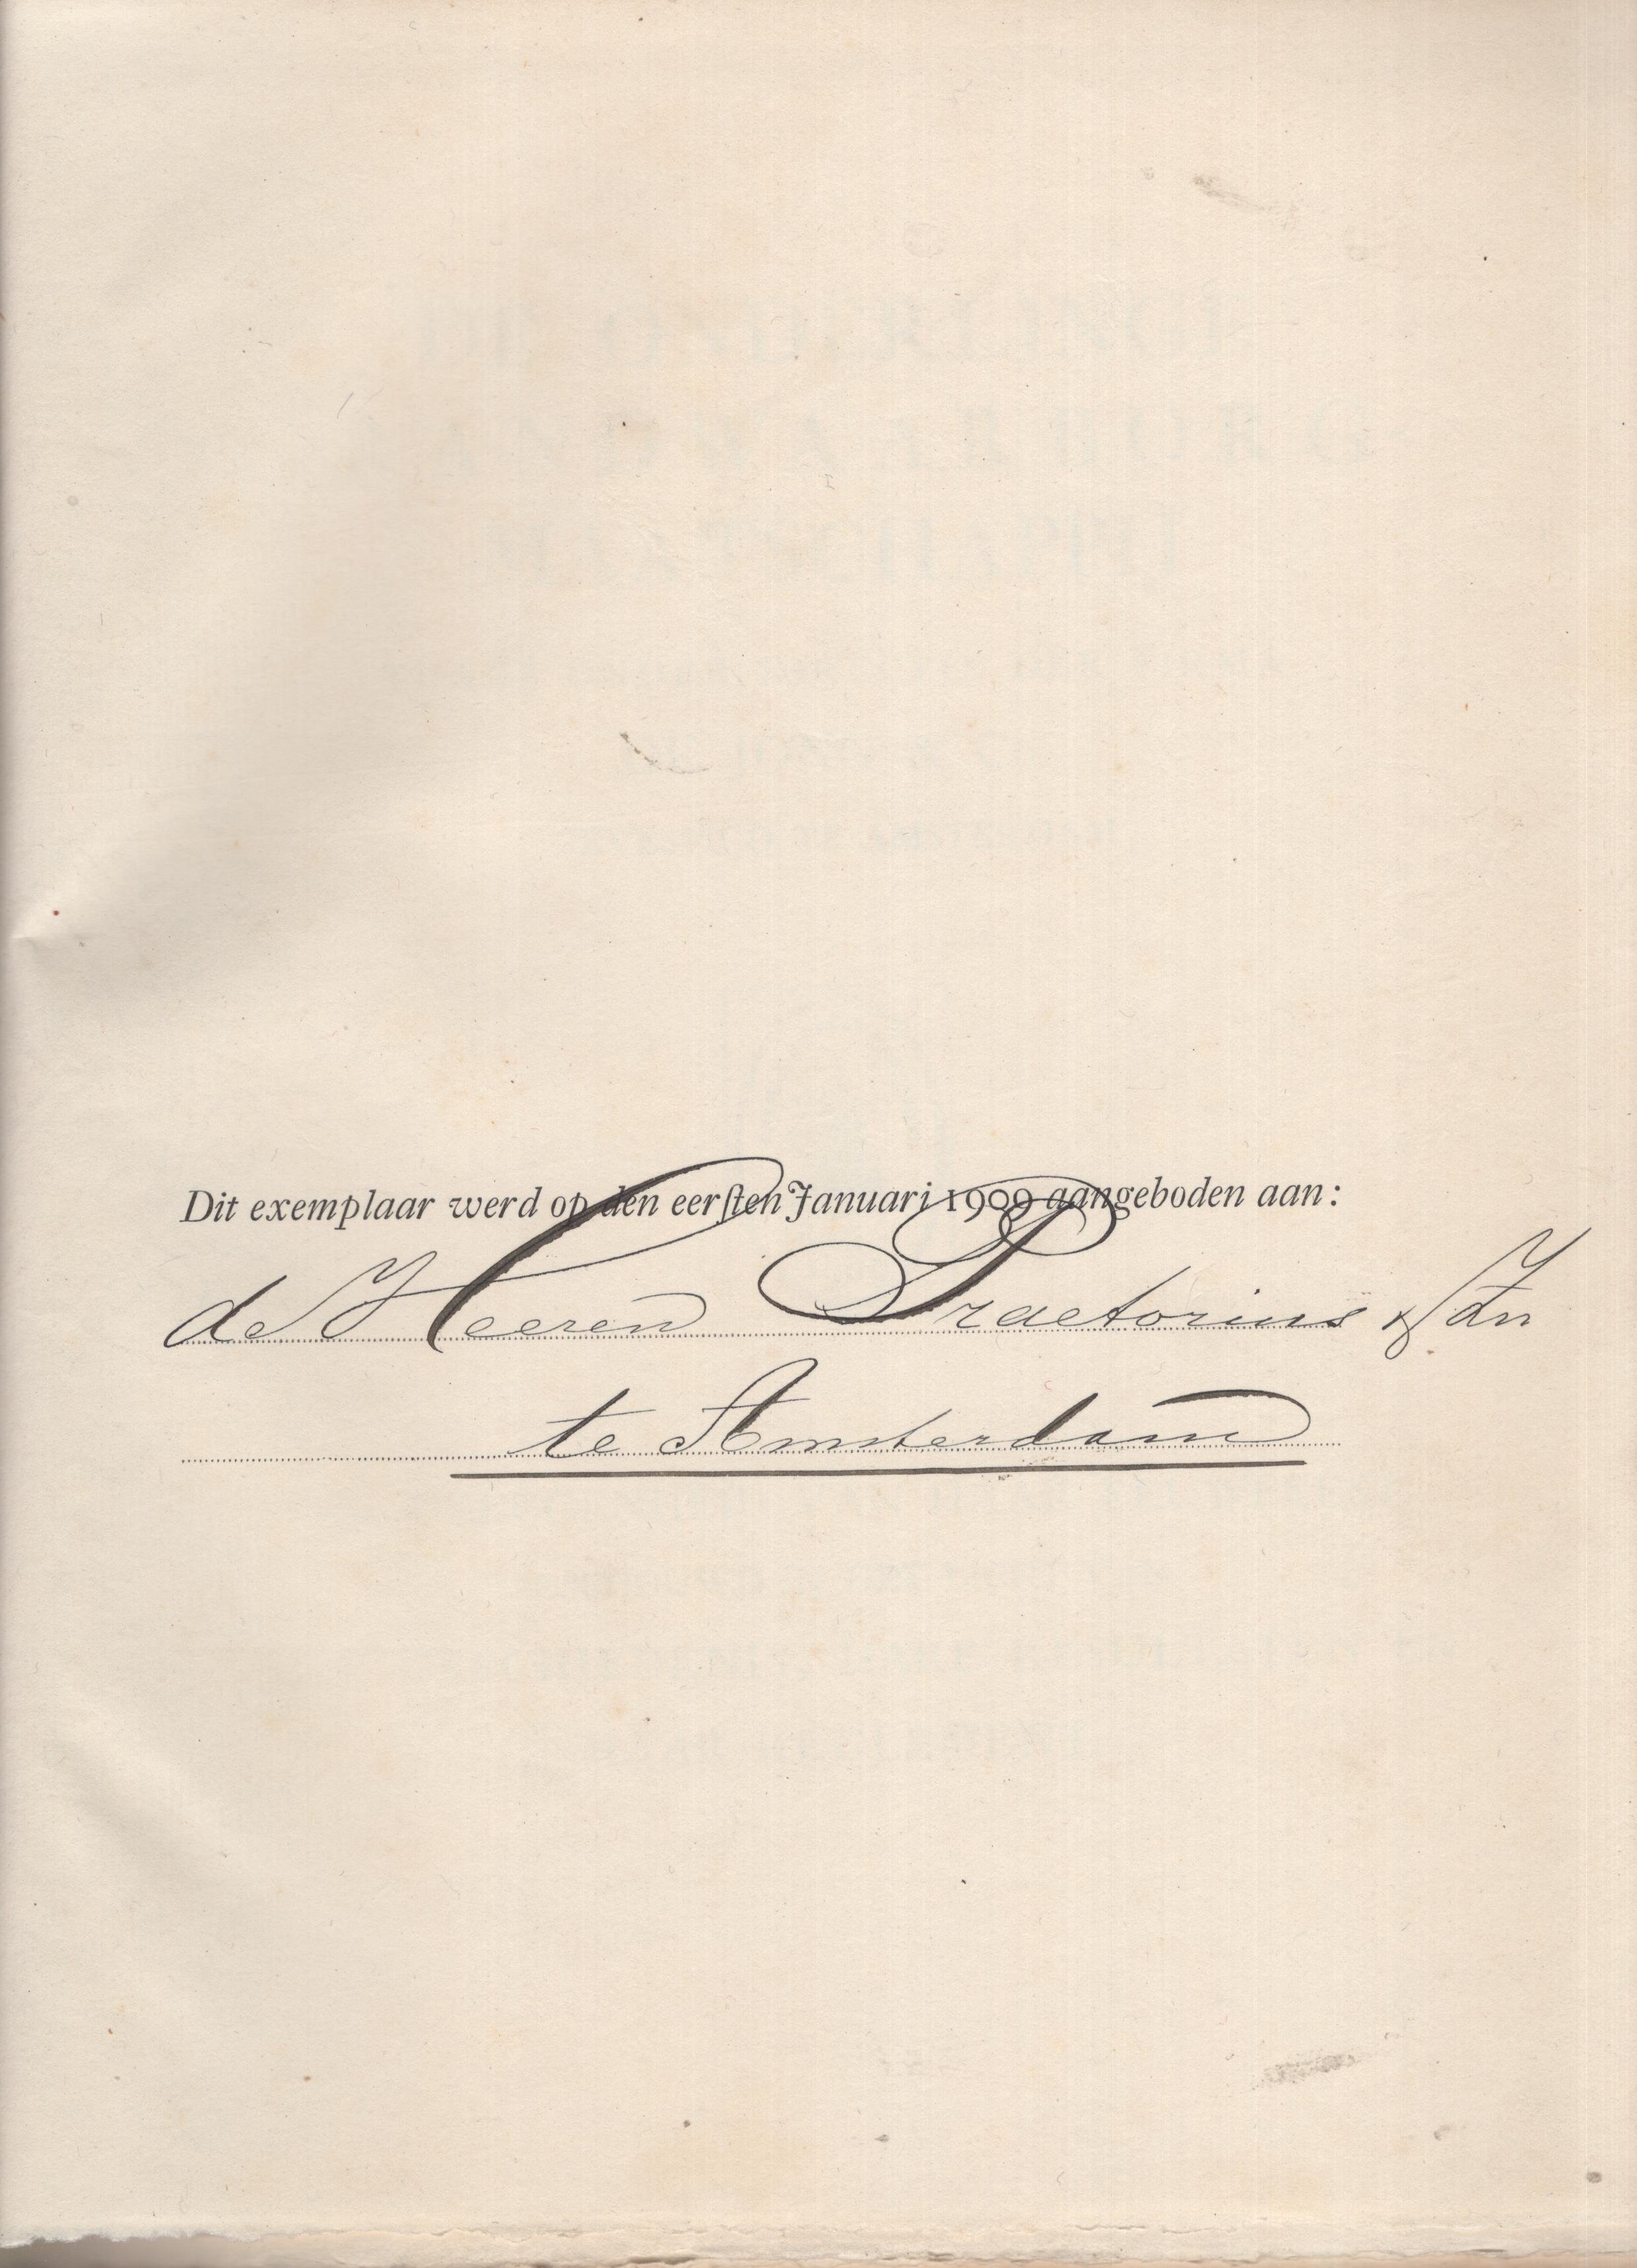 Dit exemplaar werd op den eerſten Januari 1909 aangeboden aan:
de Heeren Praetorius & Zn
te Amsterdam